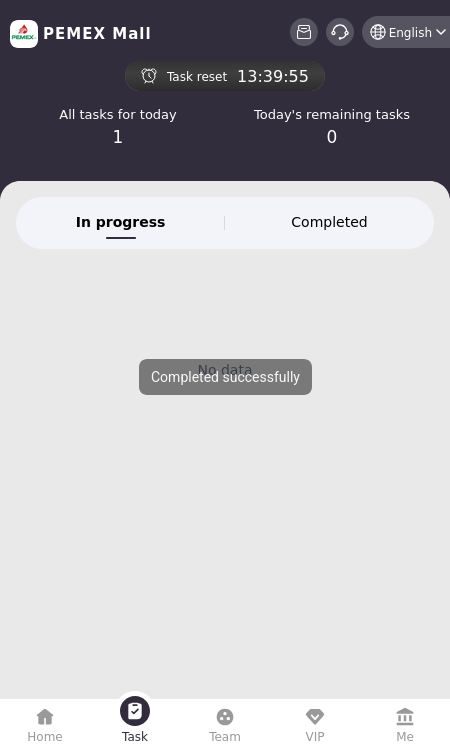 PEMEX
PEMEX Mall
English
Task reset 13:39:55
All tasks for today
Today's remaining tasks
1
0
In progress
Completed
No data
Completed successfully
Home
Task
Team
VIP
Me